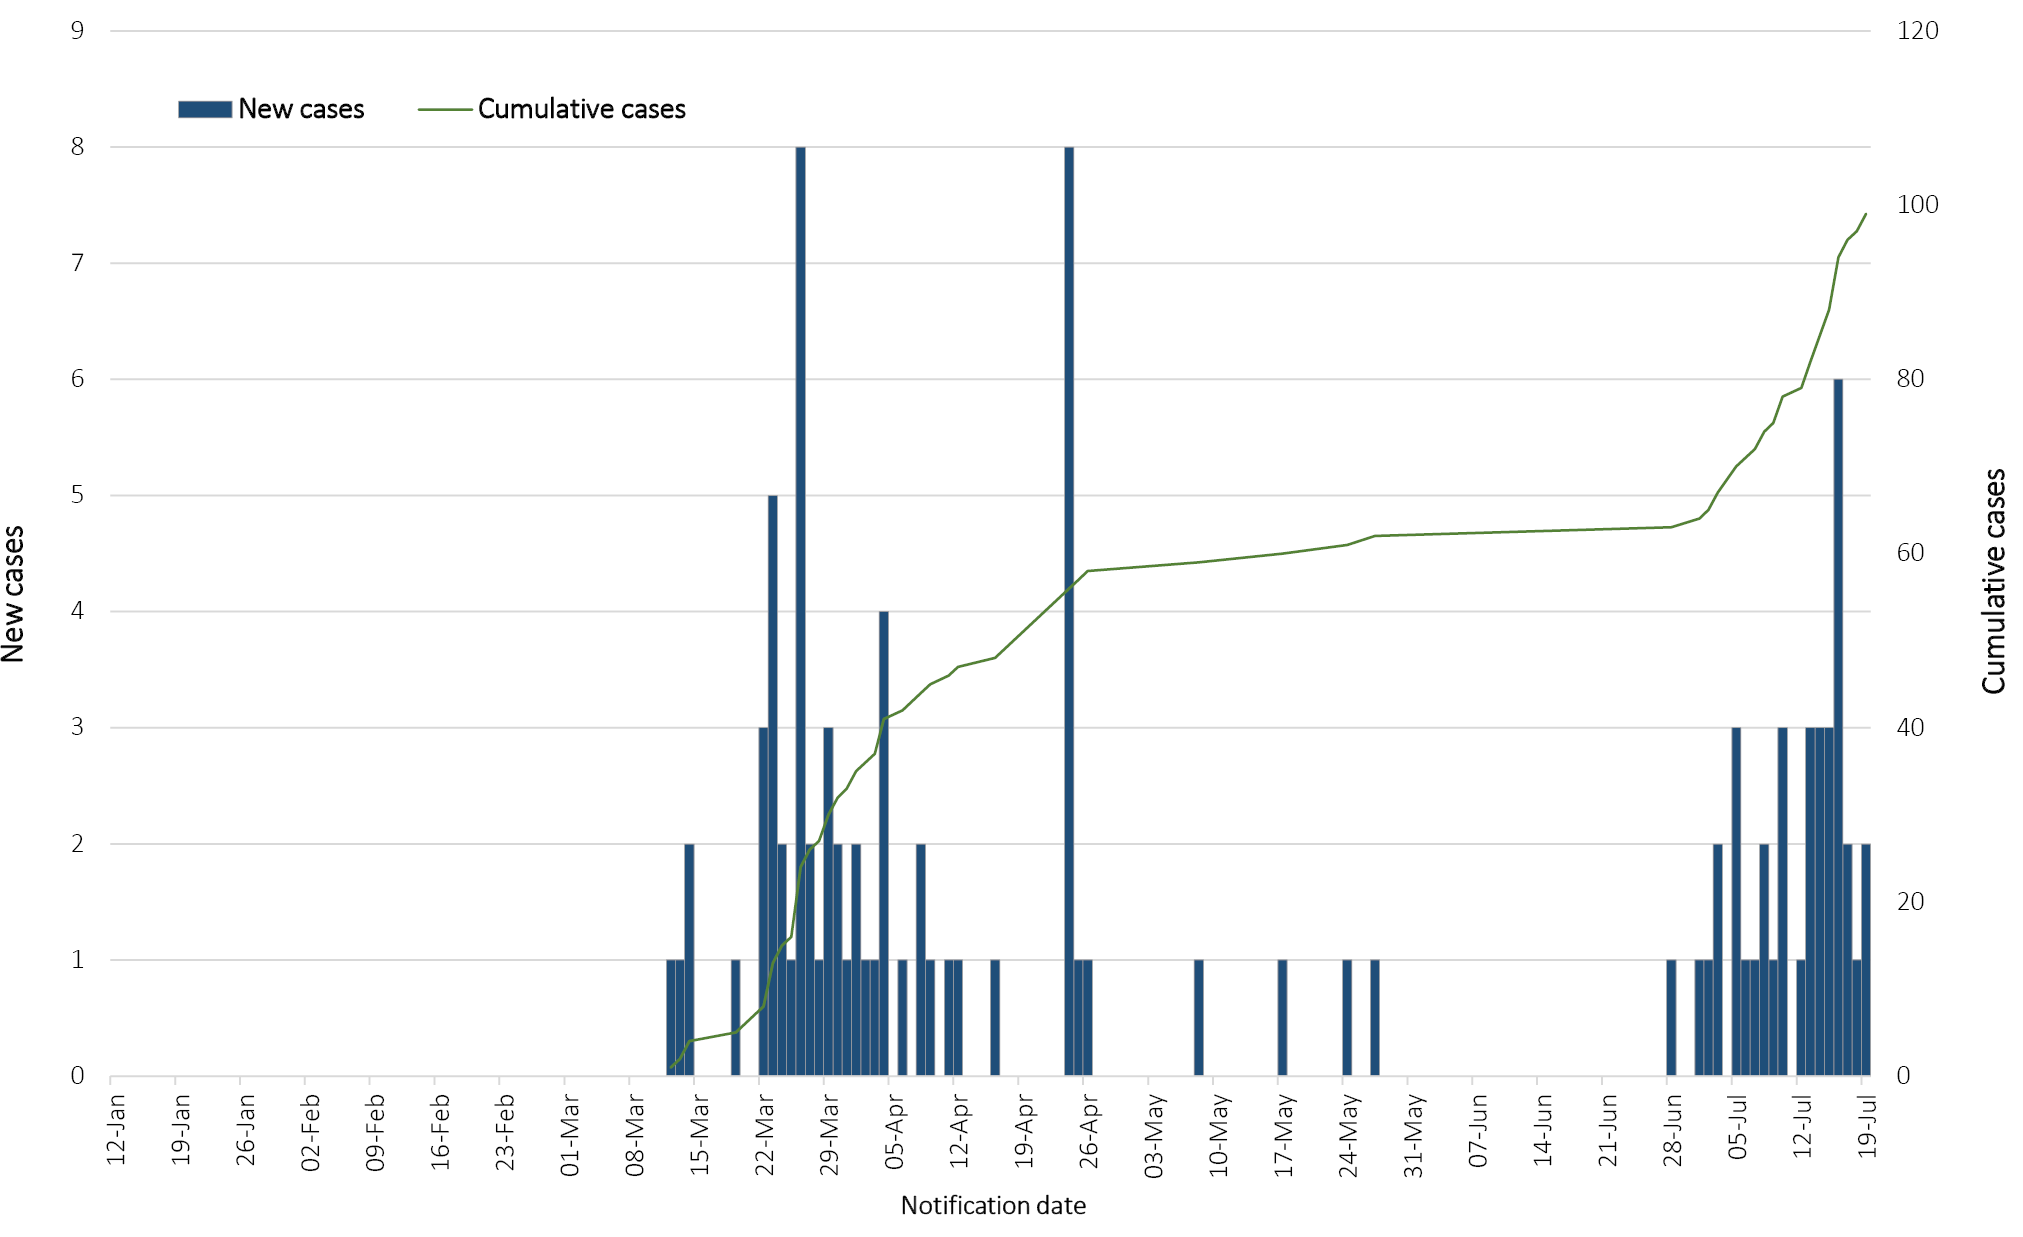 9
120
New cases
Cumulative cases
8
100
7
6
80
5
60
4
3
40
2
20
1
0
0
New cases
Cumulative cases
12-Jan
19-Jan
26-Jan
02-Feb
09-Feb
16-Feb
23-Feb
01-Mar
08-Mar
15-Mar
22-Mar
29-Mar
05-Apr
12-Apr
19-Apr
26-Apr
03-May
10-May
17-May
24-May
31-May
07-Jun
14-Jun
21-Jun
28-Jun
05-Jul
12-Jul
19-Jul
Notification date